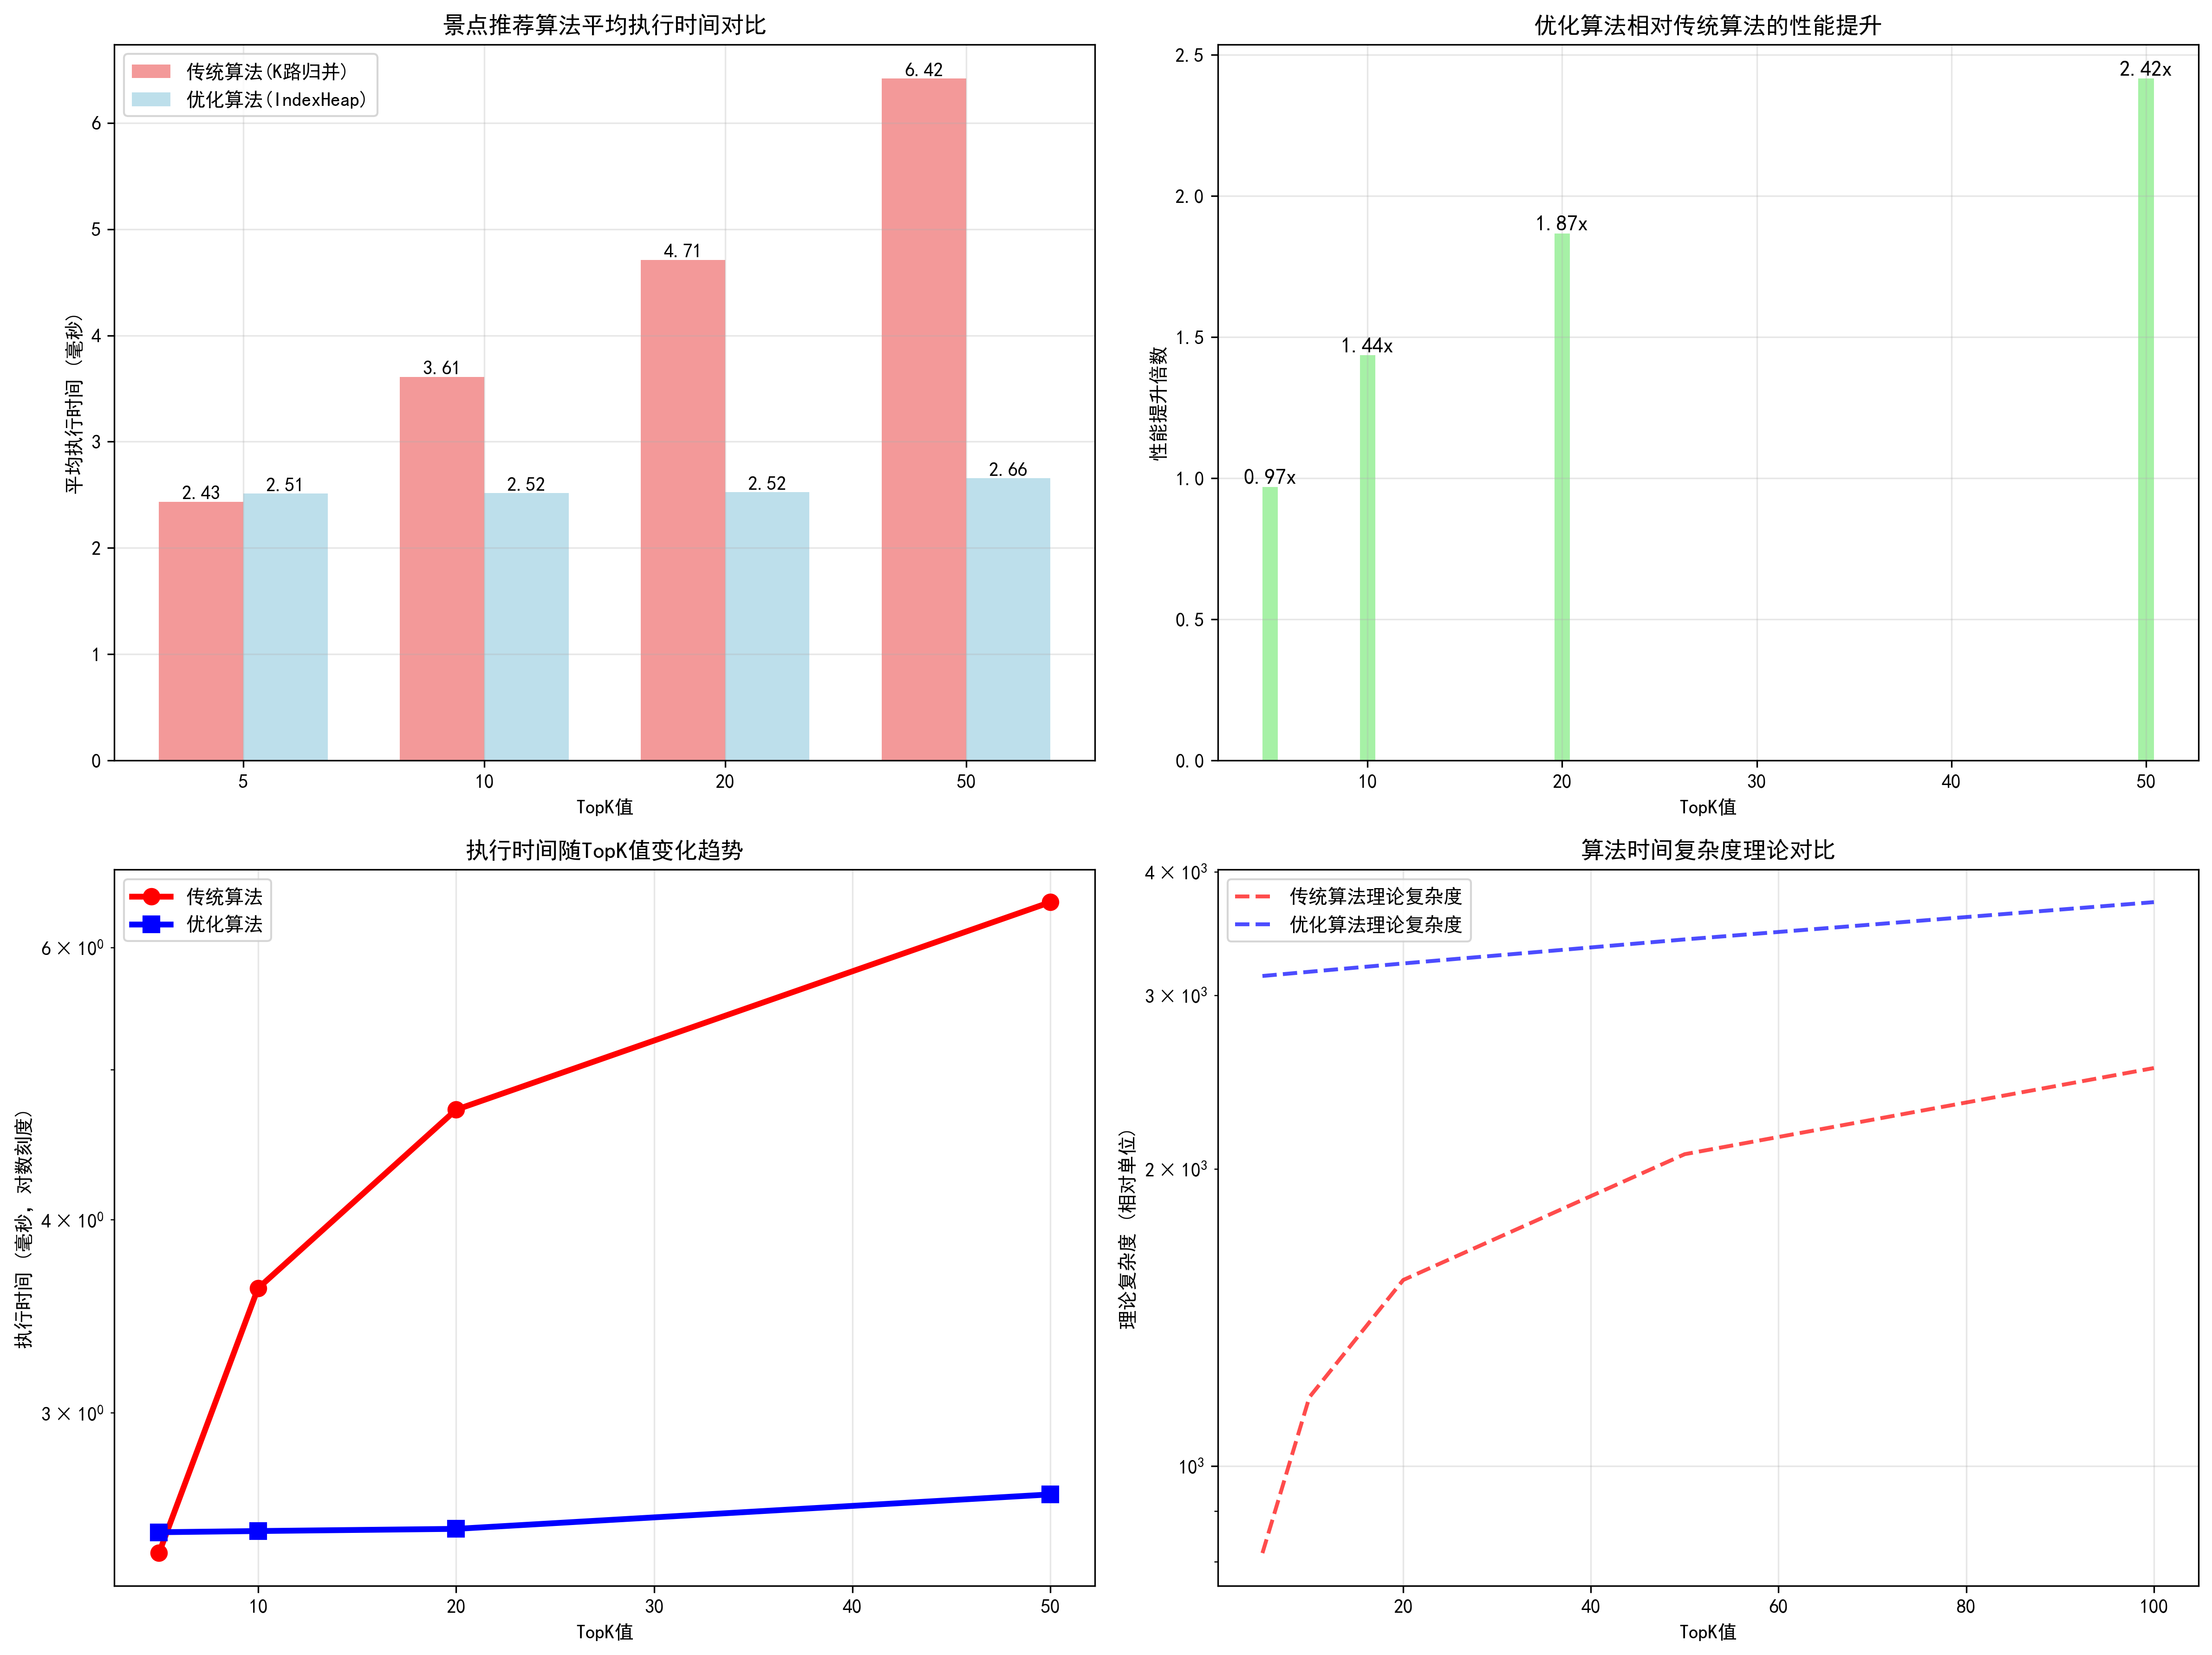 景点推荐算法平均执行时间对比
传统算法(K路归并)
优化算法(IndexHeap)
平均执行时间 (毫秒)
6
5
4
3
2
1
0
2.43
2.51
3.61
2.52
4.71
2.52
6.42
2.66
5
10
20
50
TopK值
优化算法相对传统算法的性能提升
性能提升倍数
2.5
2.0
1.5
1.0
0.5
0.0
0.97x
1.44x
1.87x
2.42x
10
20
30
40
50
TopK值
执行时间随TopK值变化趋势
传统算法
优化算法
执行时间 (毫秒, 对数刻度)
6 × 10⁰
4 × 10⁰
3 × 10⁰
10
20
30
40
50
TopK值
算法时间复杂度理论对比
传统算法理论复杂度
优化算法理论复杂度
理论复杂度 (相对单位)
4 × 10³
3 × 10³
2 × 10³
10³
20
40
60
80
100
TopK值